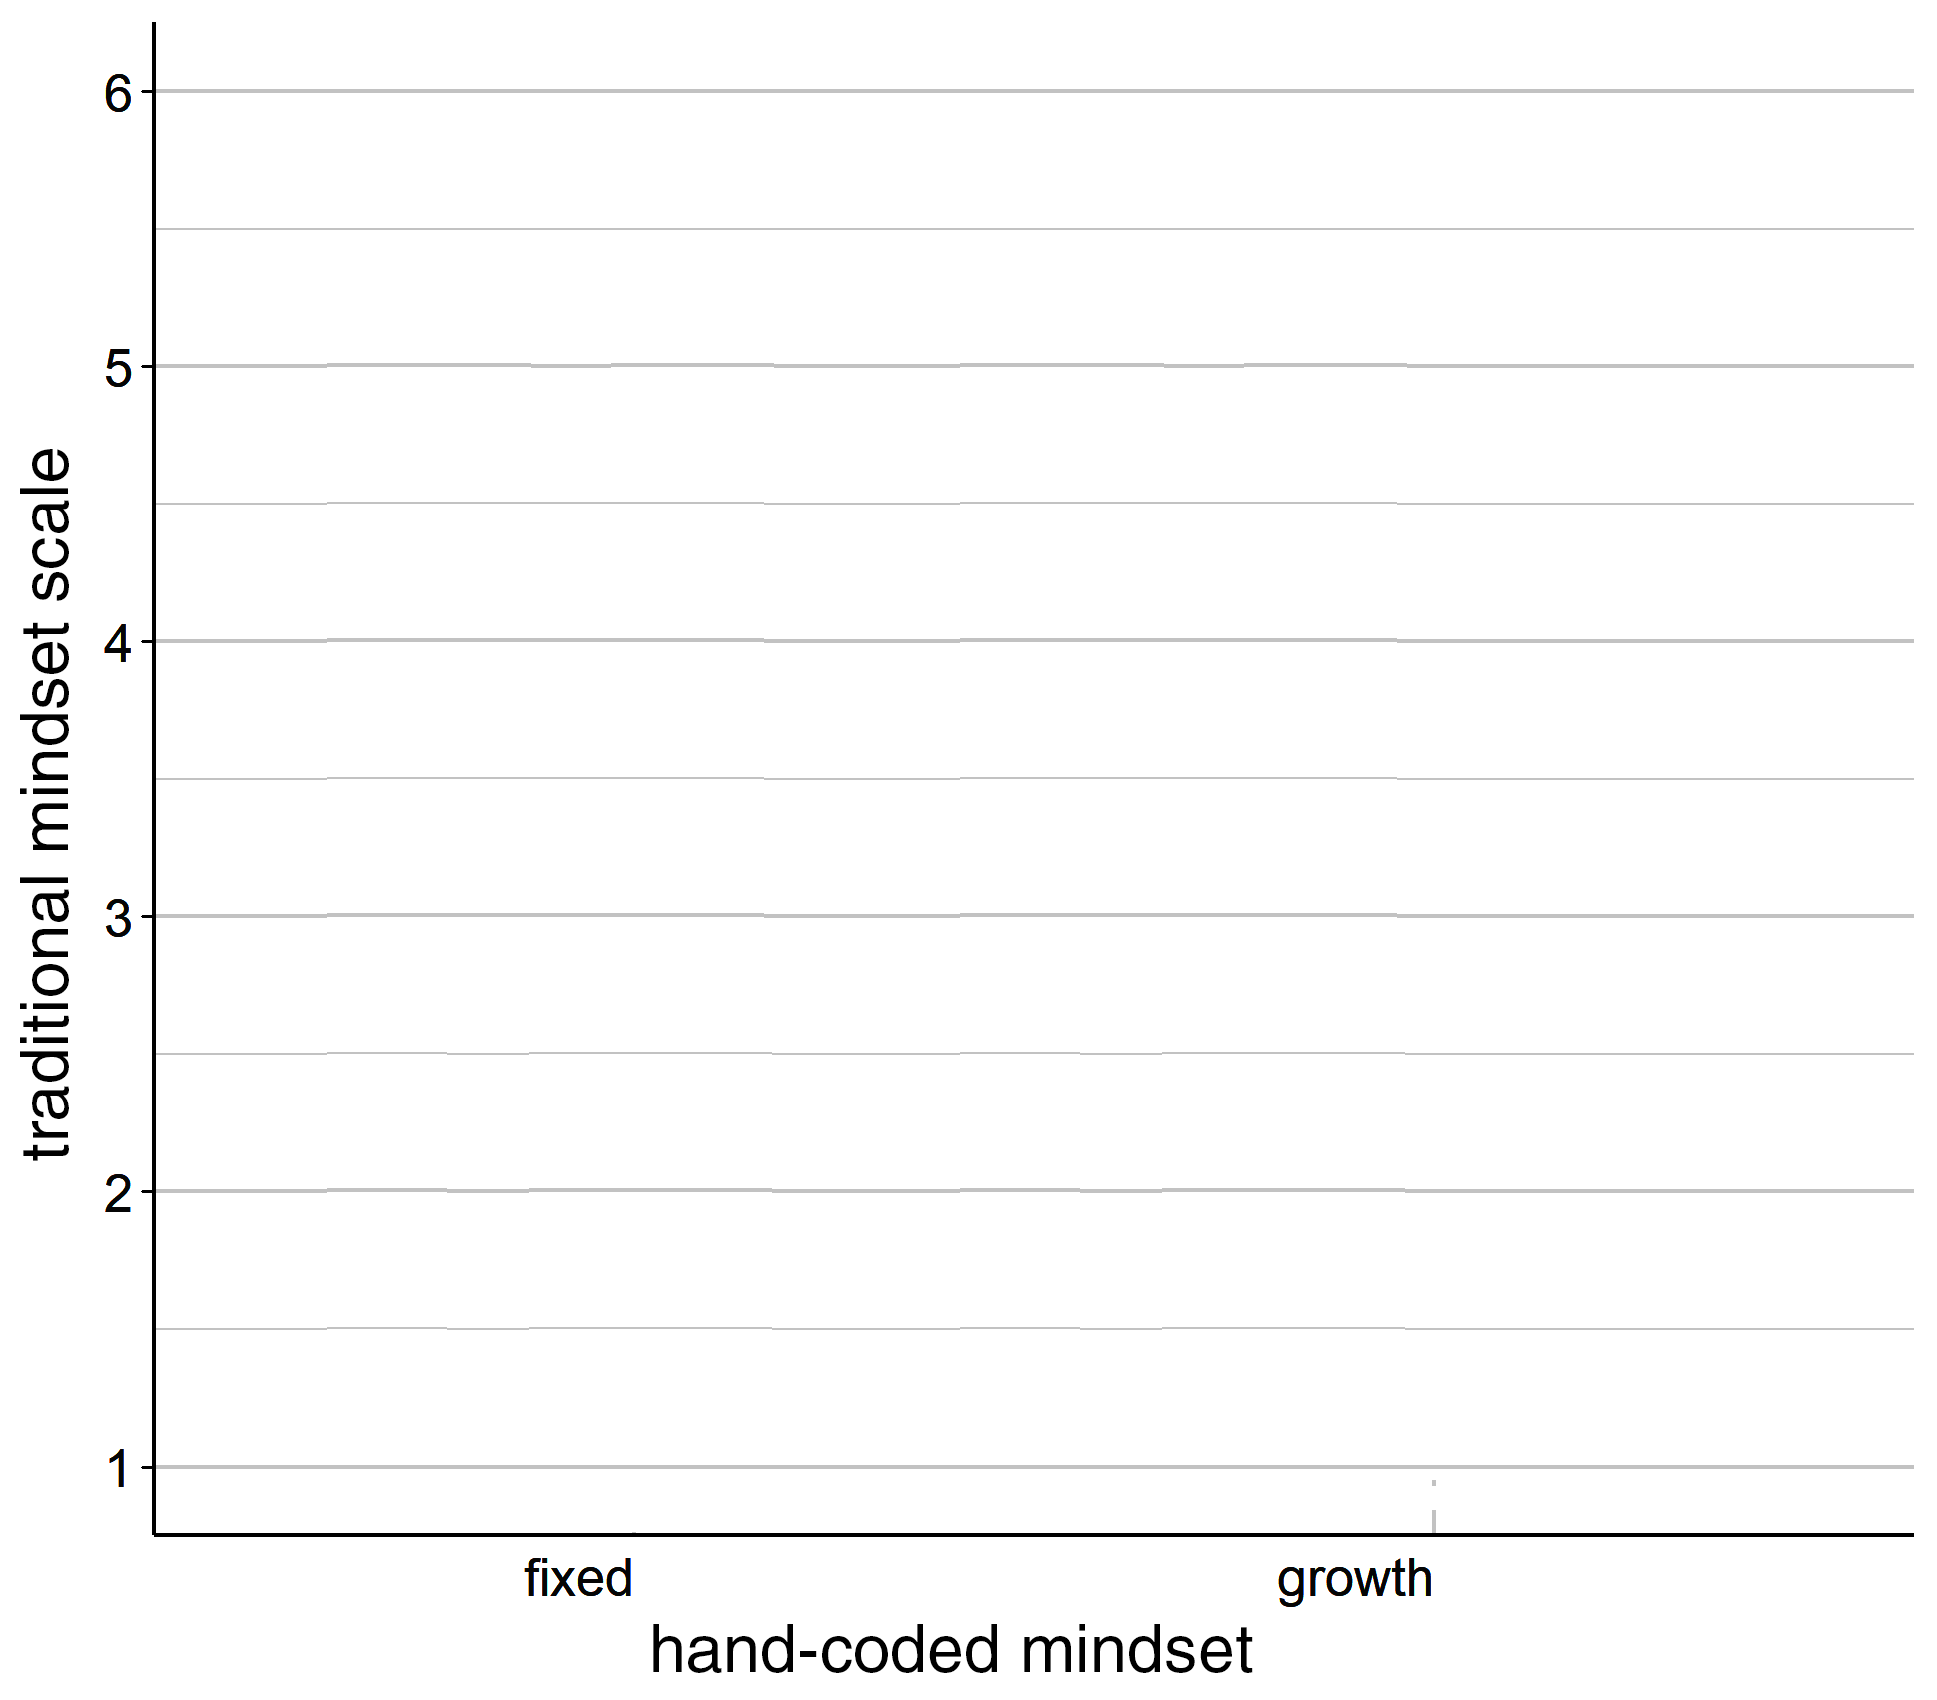 traditional mindset scale
6
5
4
3
2
1
fixed growth
hand-coded mindset